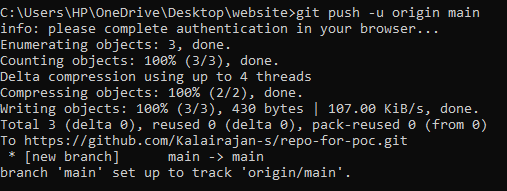 C:\Users\HP\OneDrive\Desktop\website>git push -u origin main
info: please complete authentication in your browser...
Enumerating objects: 3, done.
Counting objects: 100% (3/3), done.
Delta compression using up to 4 threads
Compressing objects: 100% (2/2), done.
Writing objects: 100% (3/3), 430 bytes | 107.00 KiB/s, done.
Total 3 (delta 0), reused 0 (delta 0), pack-reused 0 (from 0)
To https://github.com/Kalairajan-s/repo-for-poc.git
 * [new branch]      main -> main
branch 'main' set up to track 'origin/main'.